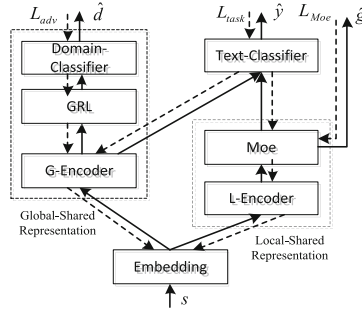 L_adv d̂ L_task ŷ L_Moe ĝ
Domain-
Classifier
Text-Classifier
GRL
Moe
G-Encoder
L-Encoder
Global-Shared
Representation
Local-Shared
Representation
Embedding
s